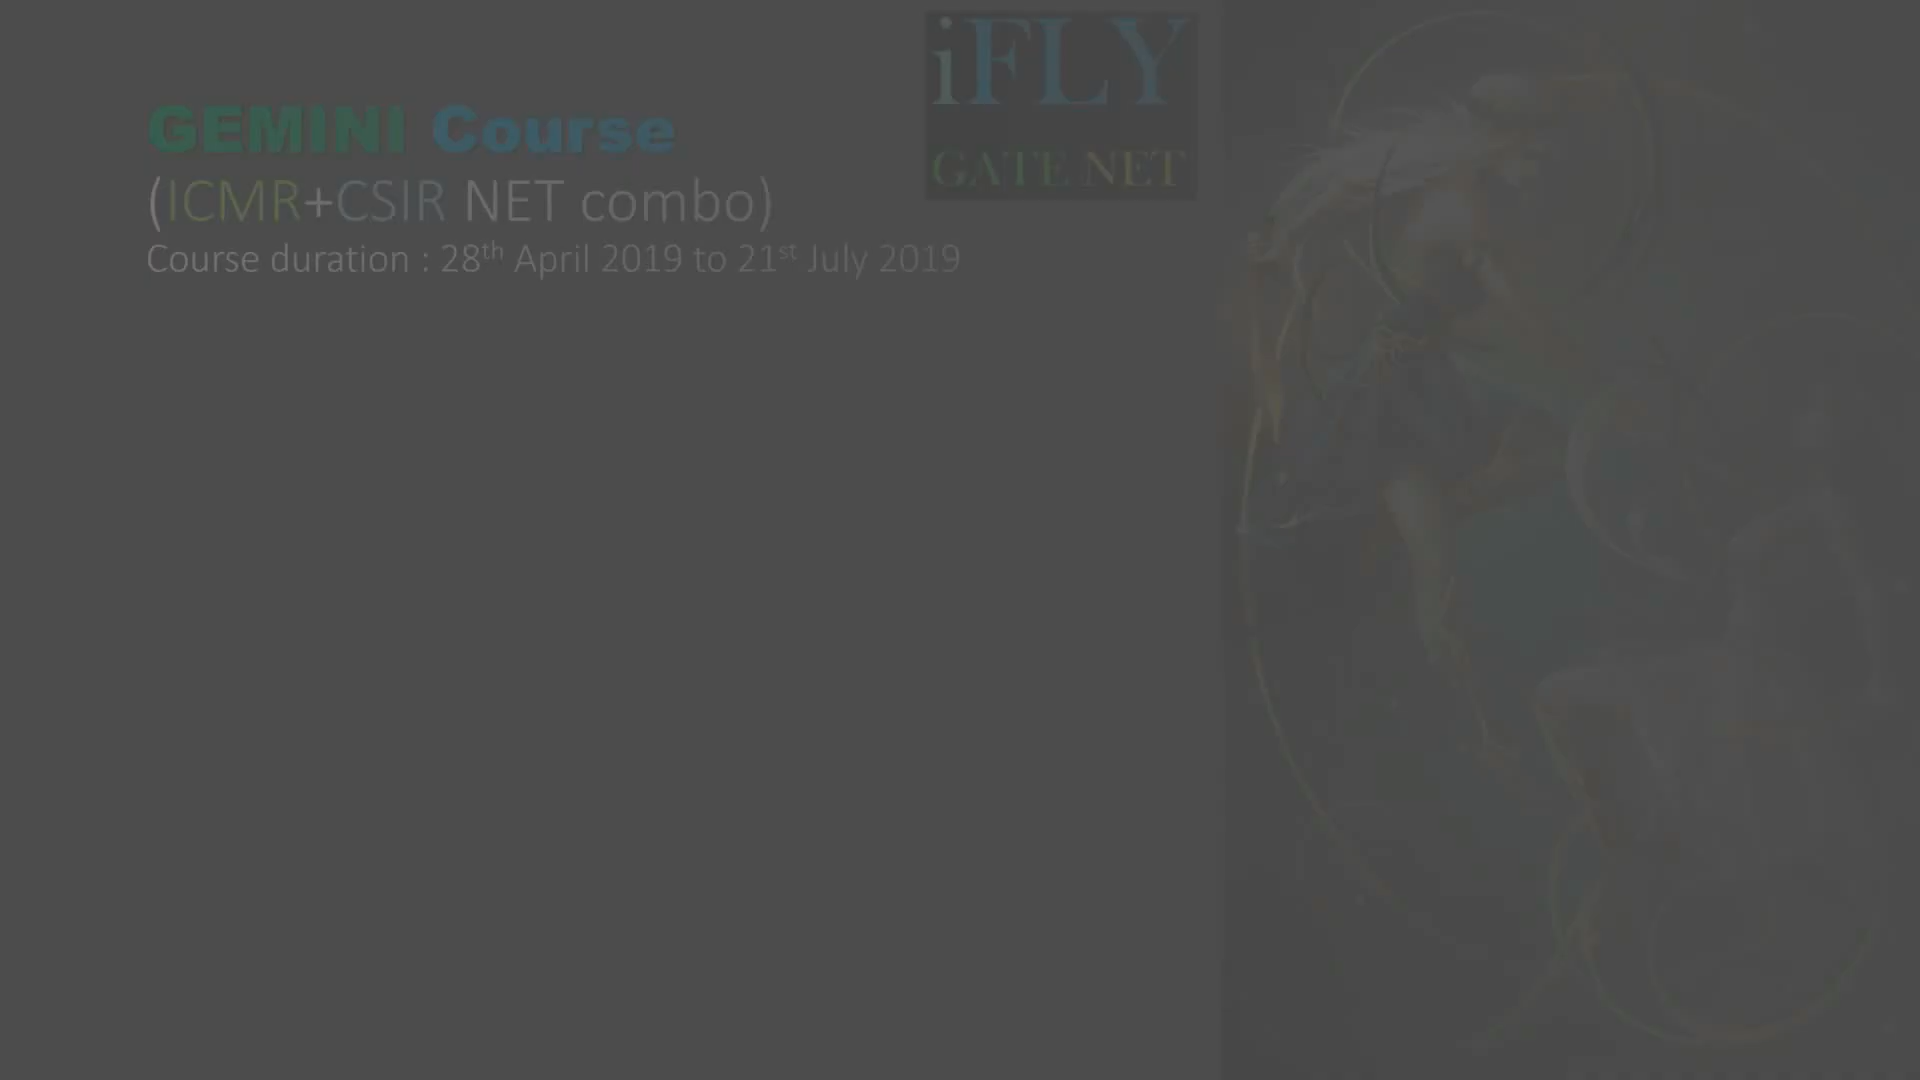 iFLY
GATE NET
GEMINI Course
(ICMR+CSIR NET combo)
Course duration : 28th April 2019 to 21st July 2019